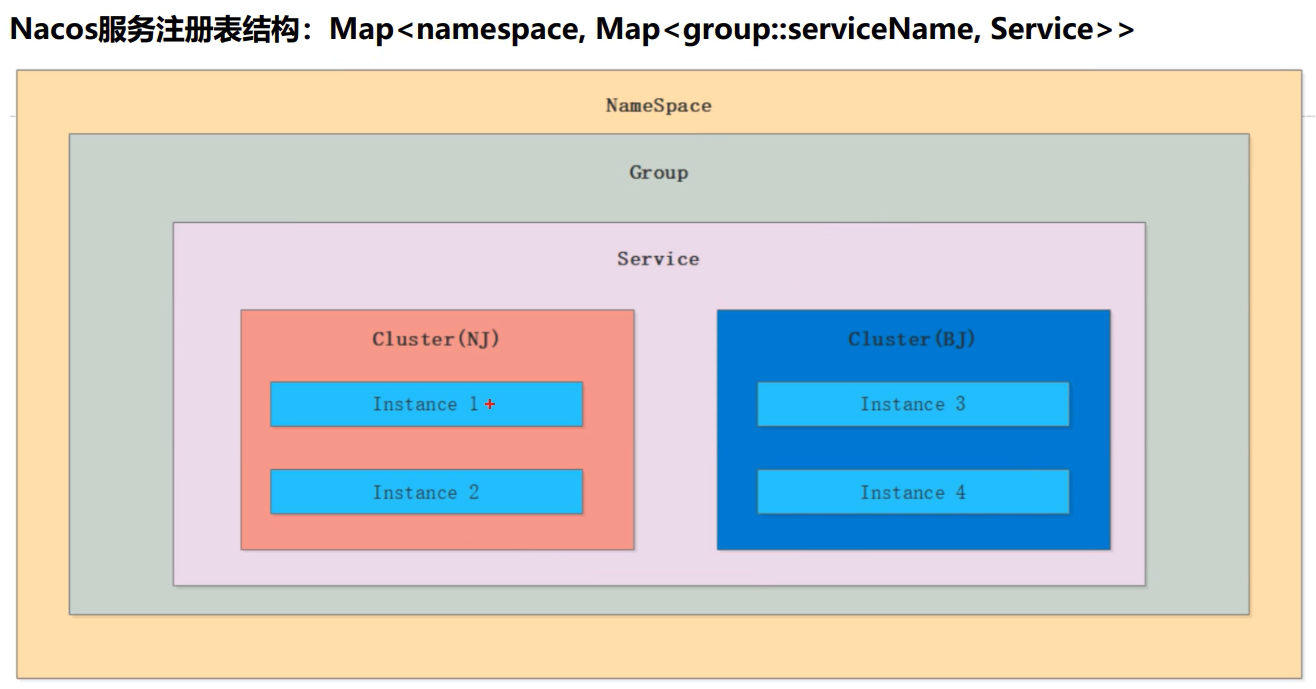 Nacos服务注册表结构：Map<namespace, Map<group::serviceName, Service>>
NameSpace
Group
Service
Cluster(NJ)
Cluster(BJ)
Instance 1
Instance 3
Instance 2
Instance 4